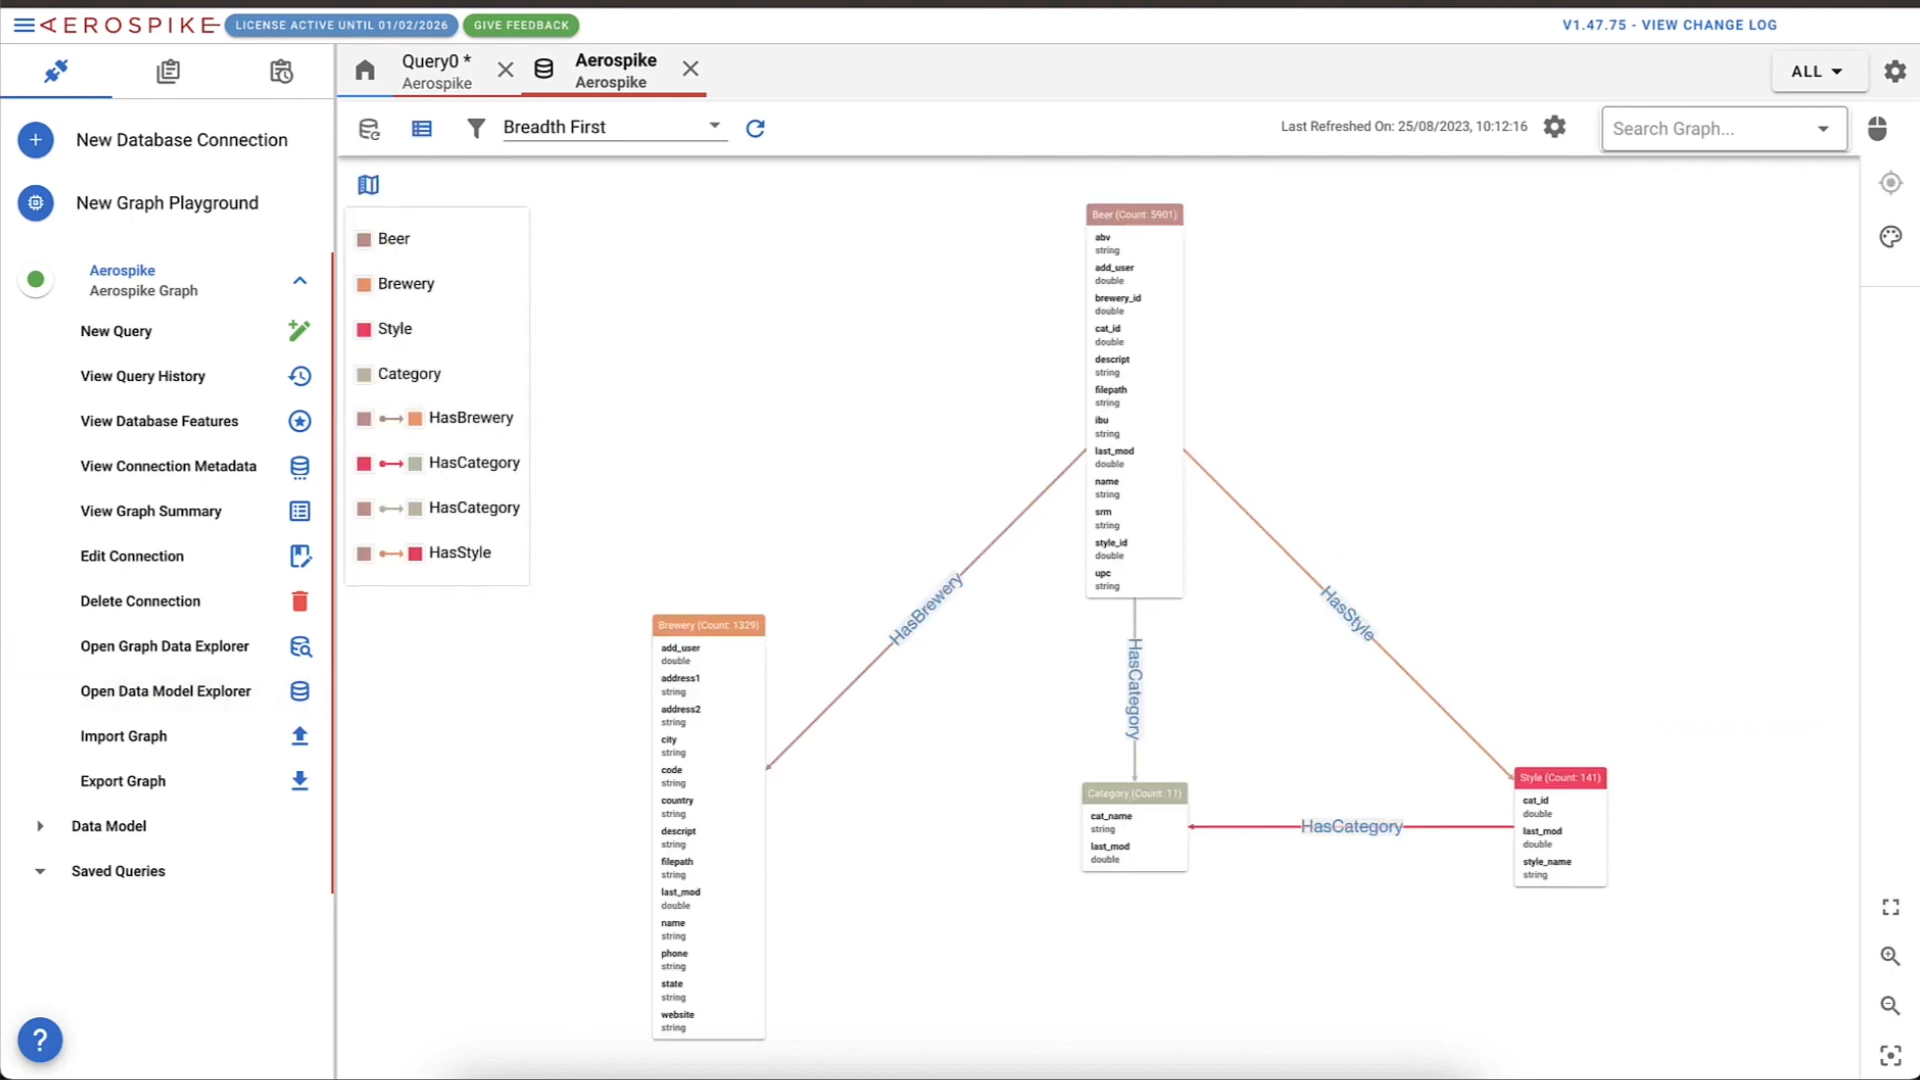 AEROSPIKE
LICENSE ACTIVE UNTIL 01/02/2026
GIVE FEEDBACK
V1.47.75 - VIEW CHANGE LOG
Query0 *
Aerospike
Aerospike
Aerospike
ALL
Breadth First
Last Refreshed On: 25/08/2023, 10:12:16
Search Graph...
New Database Connection
New Graph Playground
Aerospike
Aerospike Graph
New Query
View Query History
View Database Features
View Connection Metadata
View Graph Summary
Edit Connection
Delete Connection
Open Graph Data Explorer
Open Data Model Explorer
Import Graph
Export Graph
Data Model
Saved Queries
?
Beer
Brewery
Style
Category
HasBrewery
HasCategory
HasCategory
HasStyle
Beer (Count: 5901)
abv
string
add_user
double
brewery_id
double
cat_id
double
descript
string
filepath
string
ibu
string
last_mod
double
name
string
srm
string
style_id
double
upc
string
HasBrewery
HasCategory
HasStyle
Brewery (Count: 1329)
add_user
double
address1
string
address2
string
city
string
code
string
country
string
descript
string
filepath
string
last_mod
double
name
string
phone
string
state
string
website
string
Category (Count: 11)
cat_name
string
last_mod
double
HasCategory
Style (Count: 141)
cat_id
double
last_mod
double
style_name
string